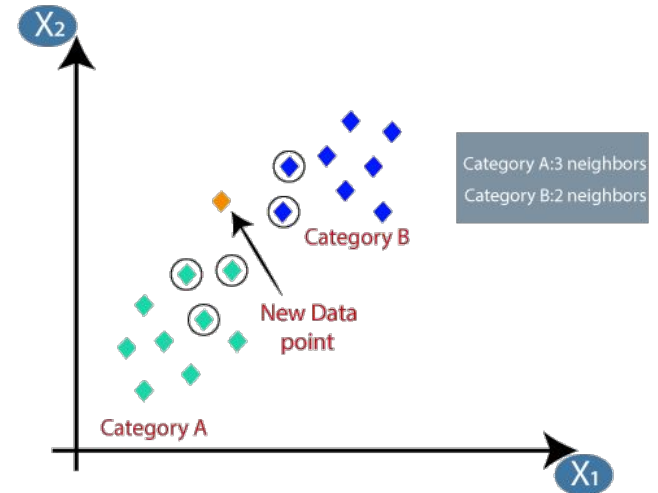 X2
Category A:3 neighbors
Category B:2 neighbors
Category B
New Data
point
Category A
X1